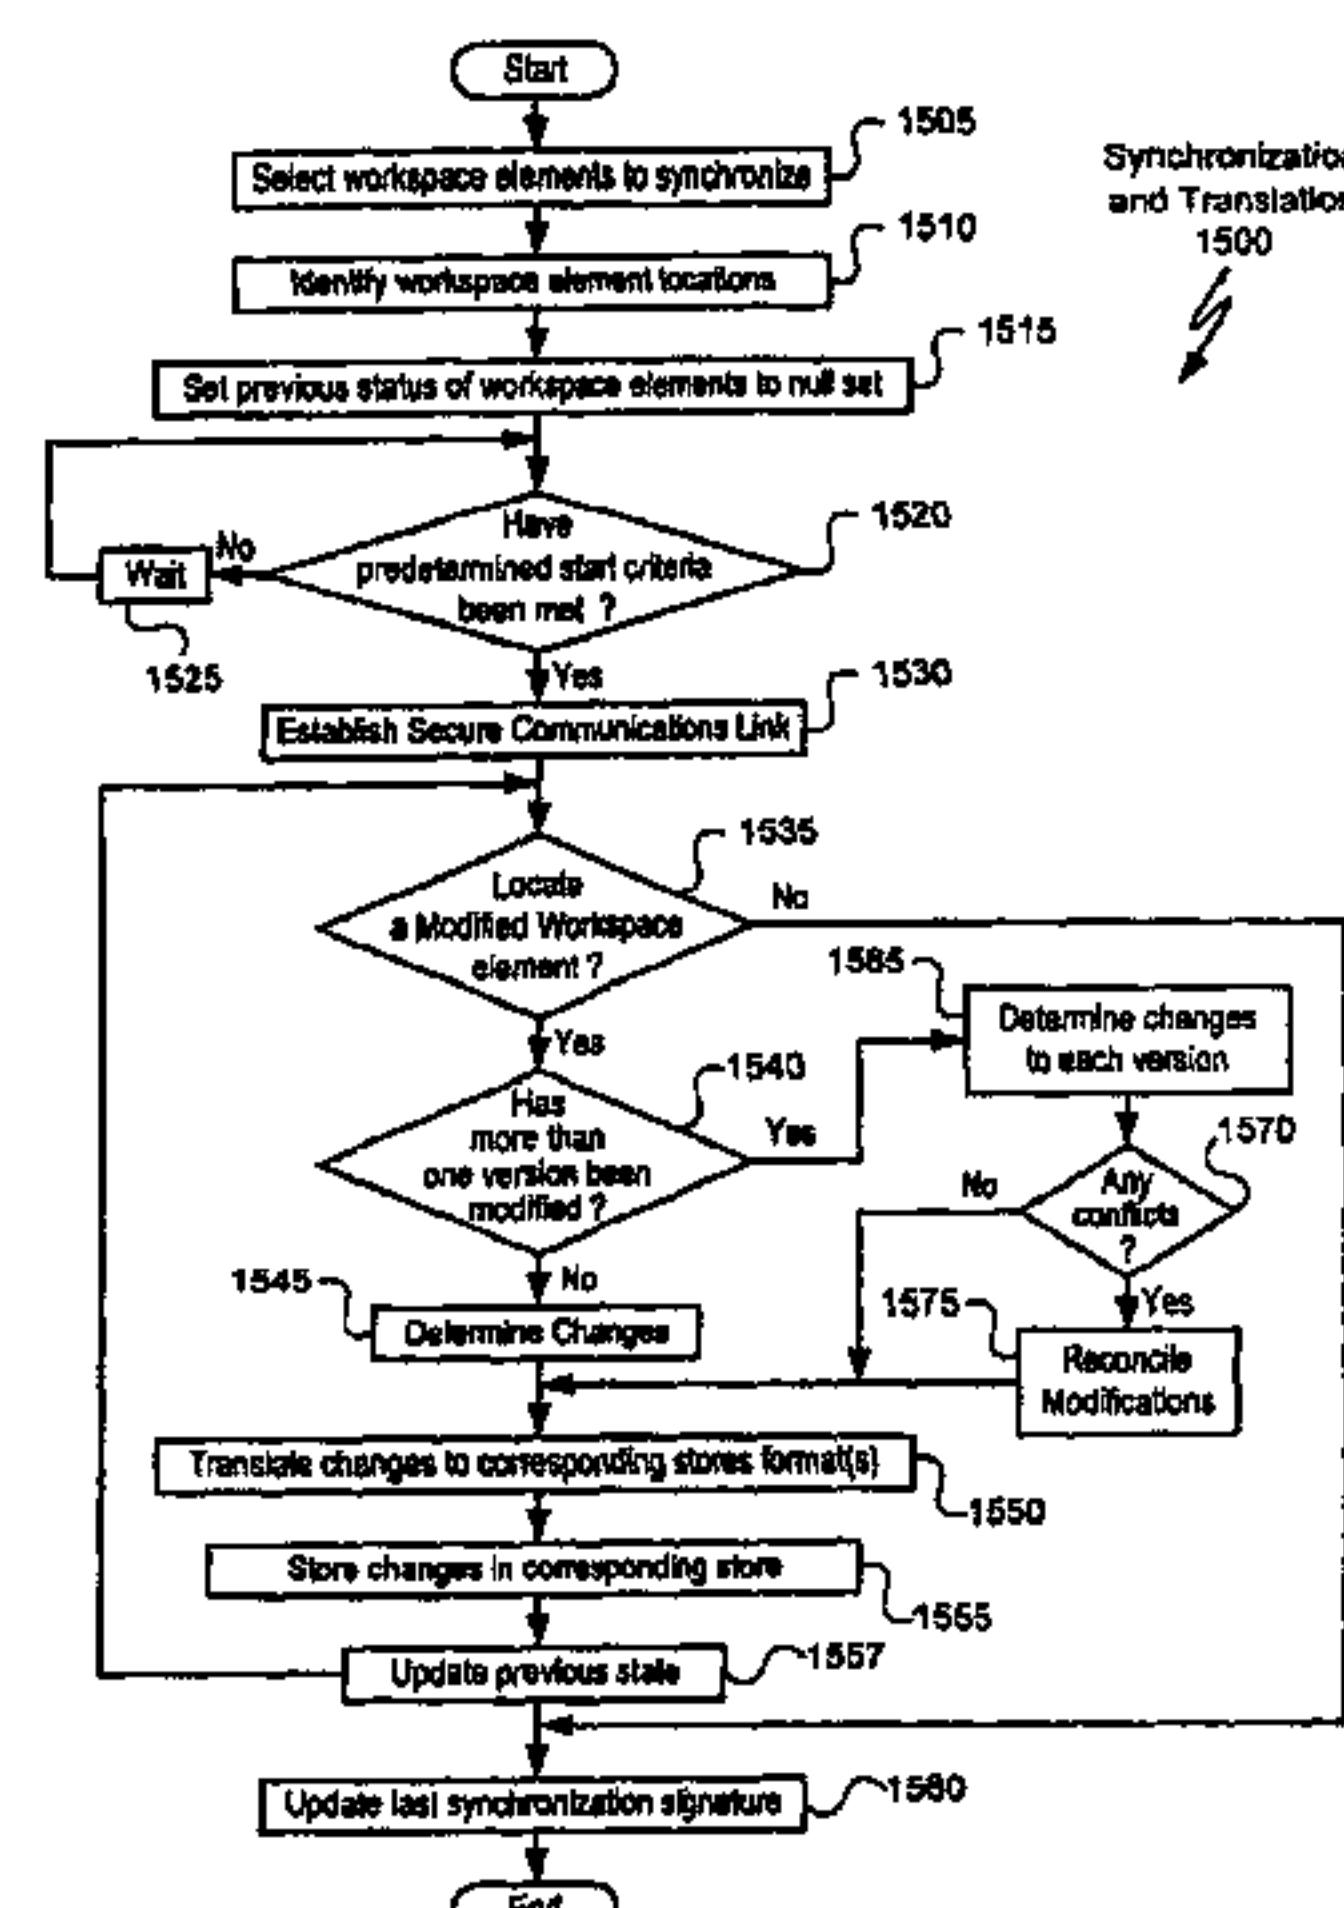 Start
1505
Select workspace elements to synchronize
Synchronizatio
and Translation
1500
1510
Identify workspace element locations
1515
Set previous status of workspace elements to null set
Have
predetermined start criteria
been met ?
1520
No
Wait
1525
Yes
1530
Establish Secure Communications Link
1535
Locate
a Modified Workspace
element ?
No
1565
Determine changes
to each version
Yes
1540
Has
more than
one version been
modified ?
Yes
1570
Any
conflicts
?
No
No
1545
Determine Changes
1575
Yes
Reconcile
Modifications
Translate changes to corresponding stores format(s)
1550
Store changes in corresponding store
1555
Update previous state
1557
Update last synchronization signature
1560
End